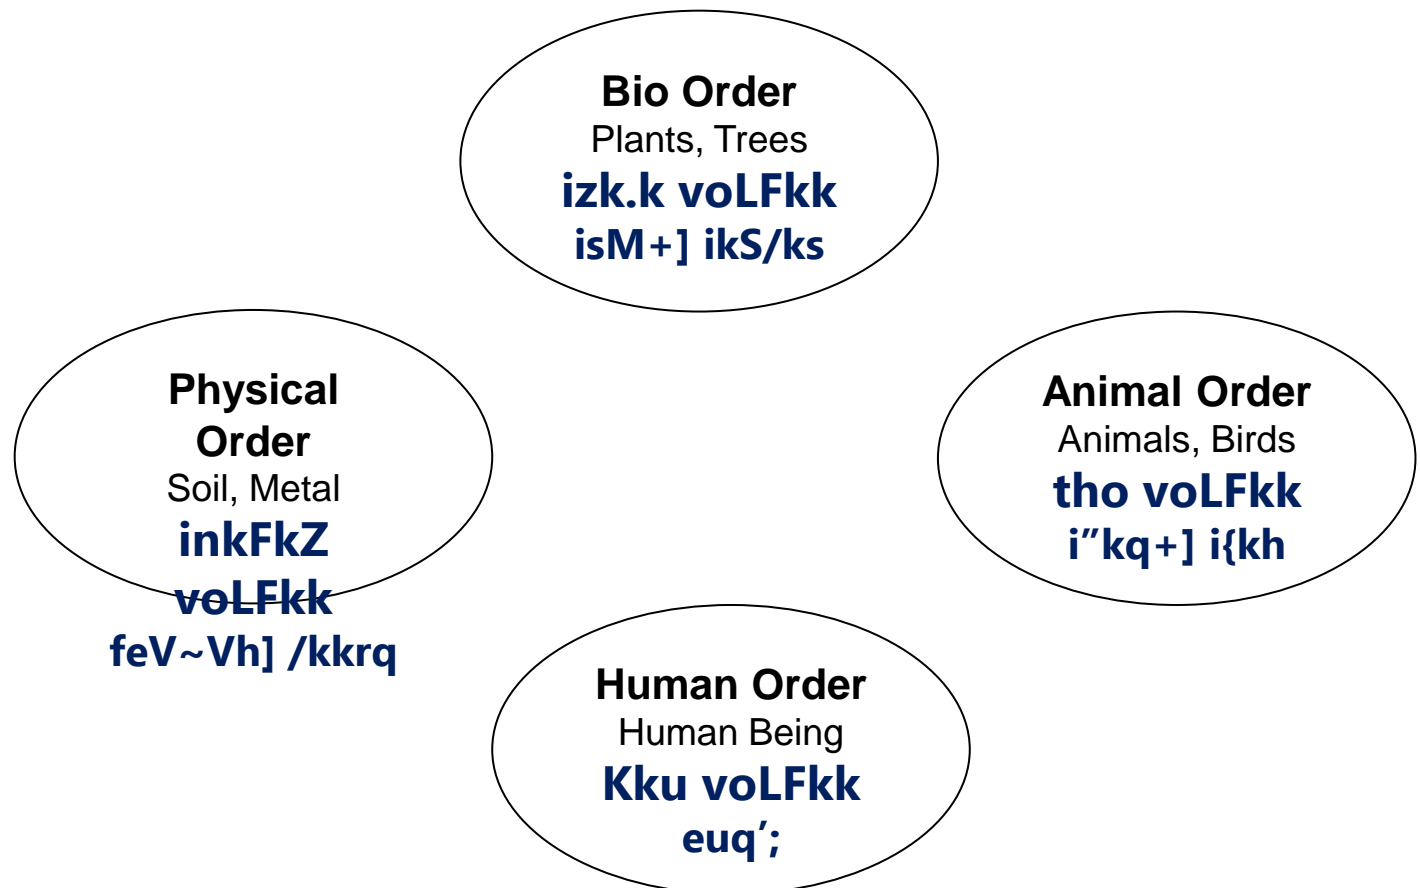 Bio Order
Plants, Trees
izk.k voLFkk
isM+] ikS/ks
Physical
Order
Soil, Metal
inkFkZ
voLFkk
feV~Vh] /kkrq
Animal Order
Animals, Birds
tho voLFkk
i”kq+] i{kh
Human Order
Human Being
Kku voLFkk
euq’;